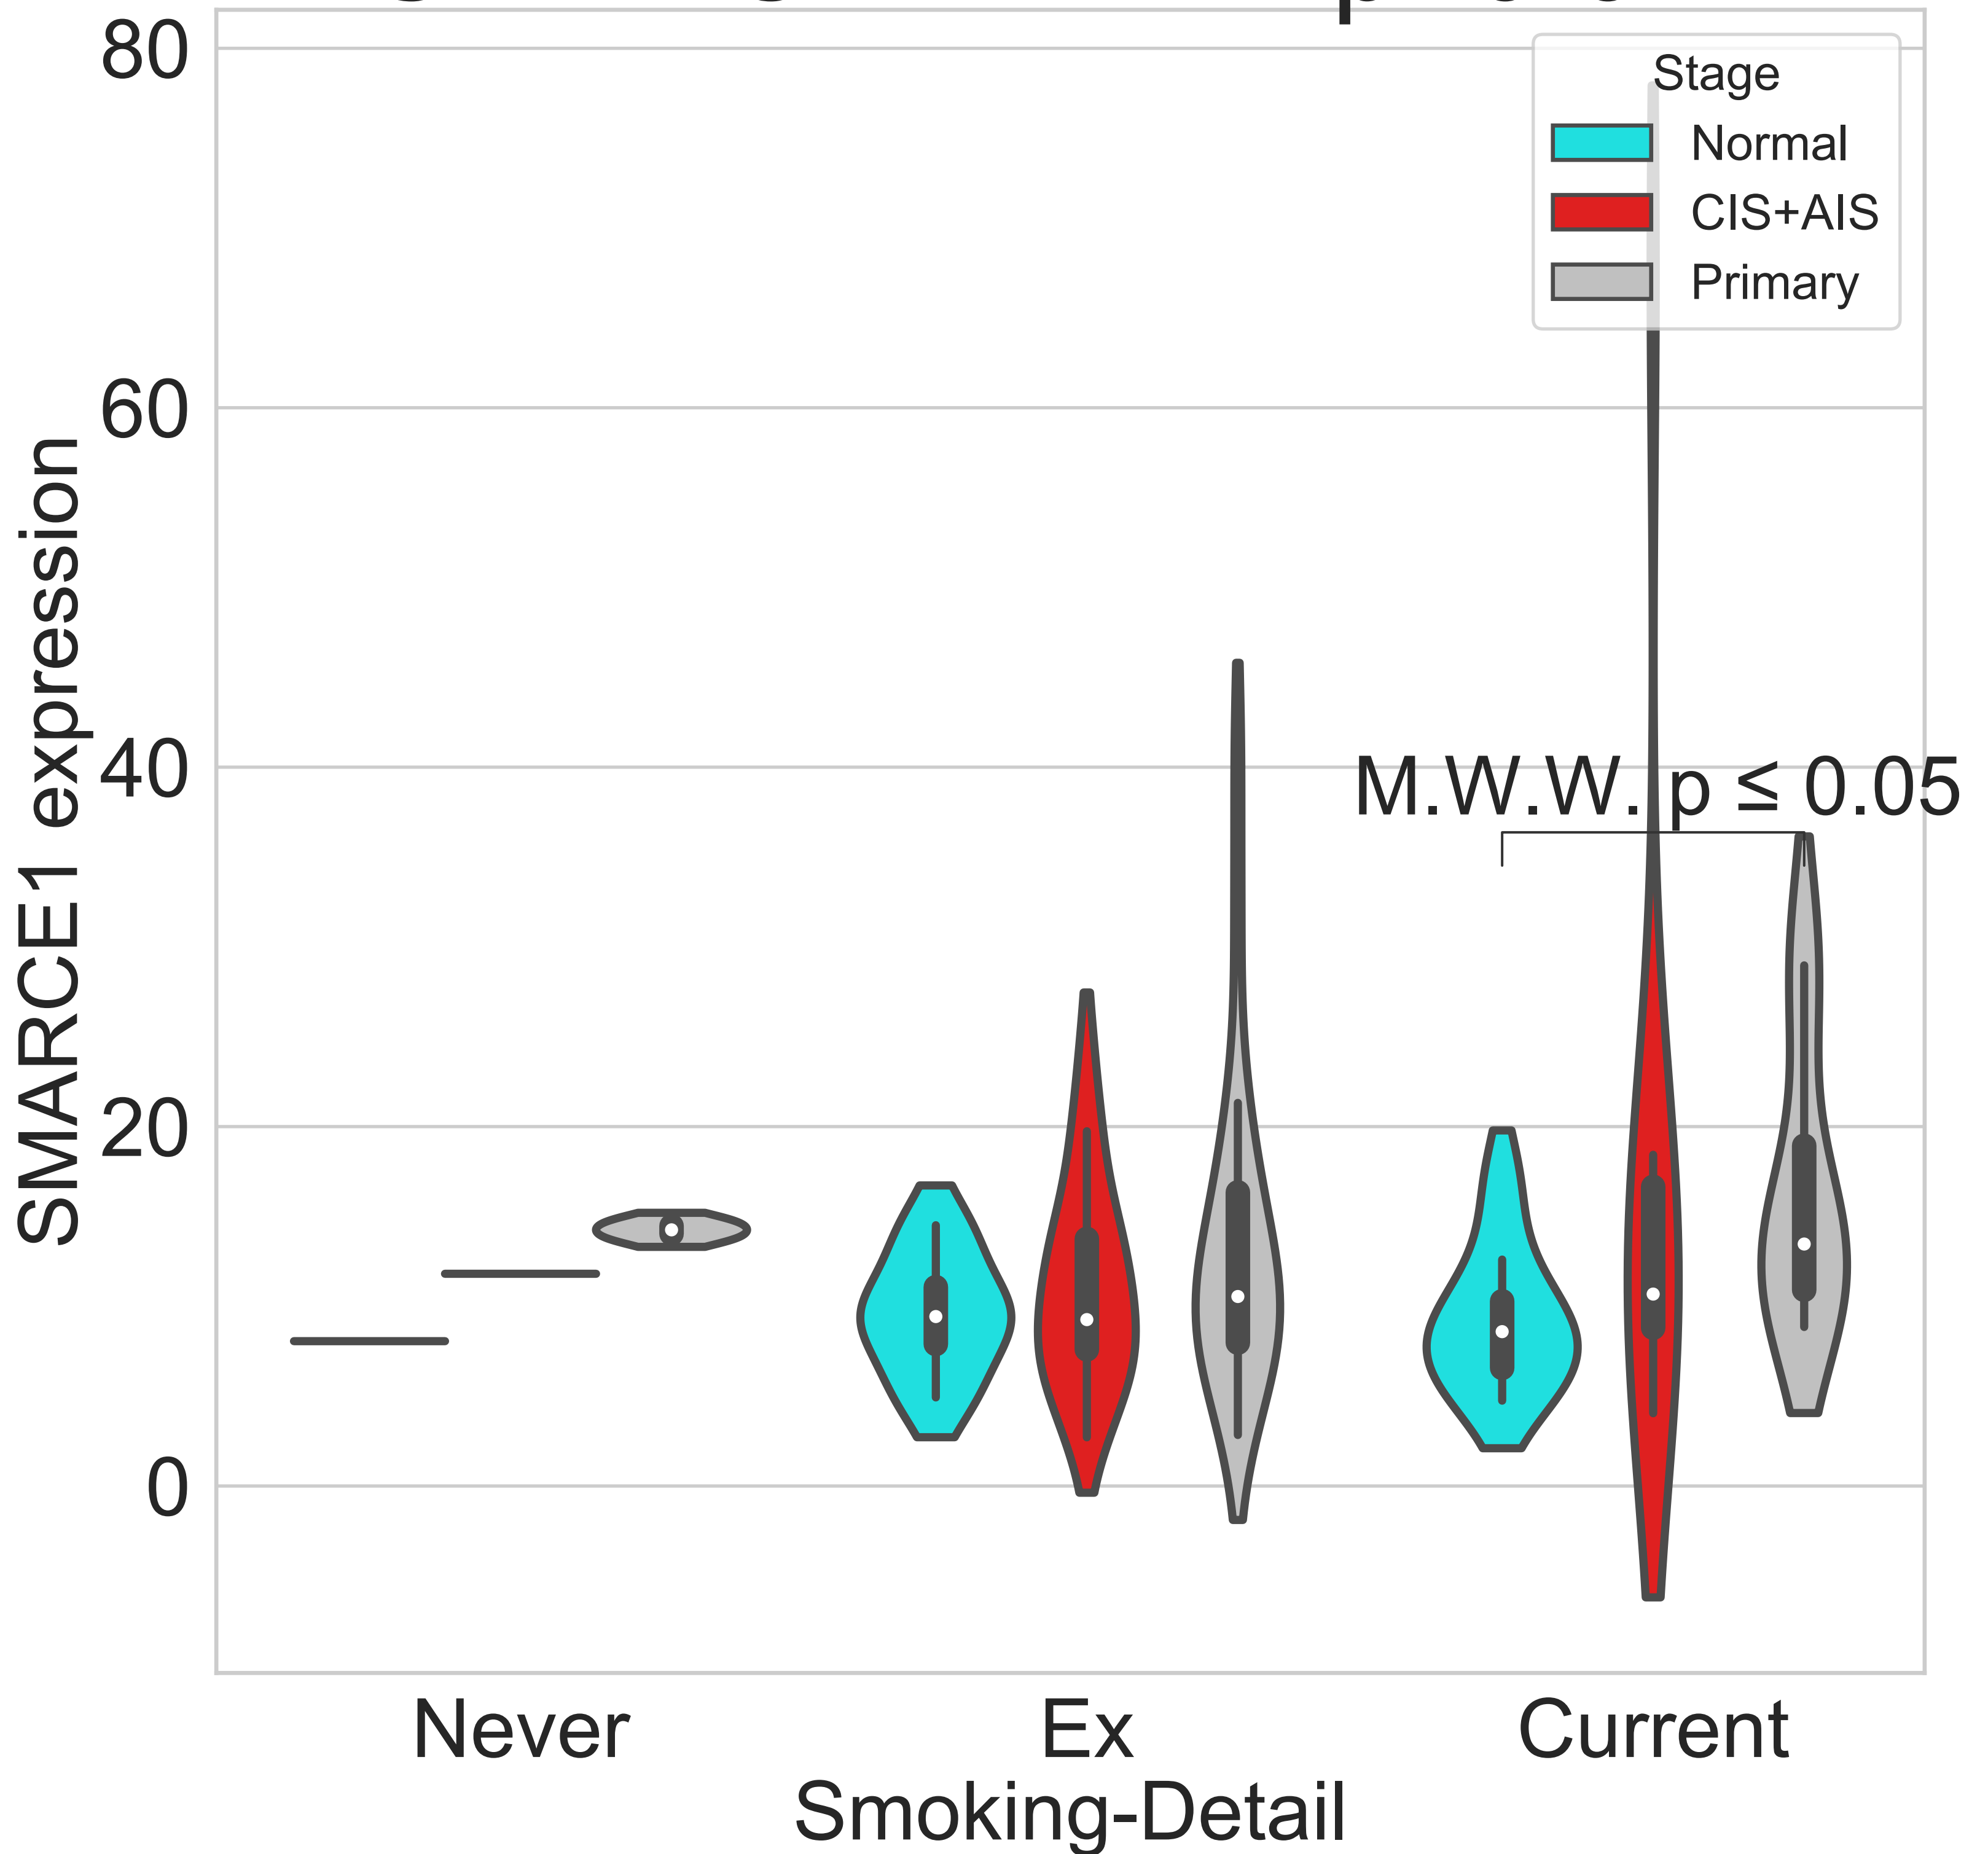 80
60
40
20
0
SMARCE1 expression
Stage
Normal
CIS+AIS
Primary
M.W.W. p ≤ 0.05
Never
Ex
Current
Smoking-Detail